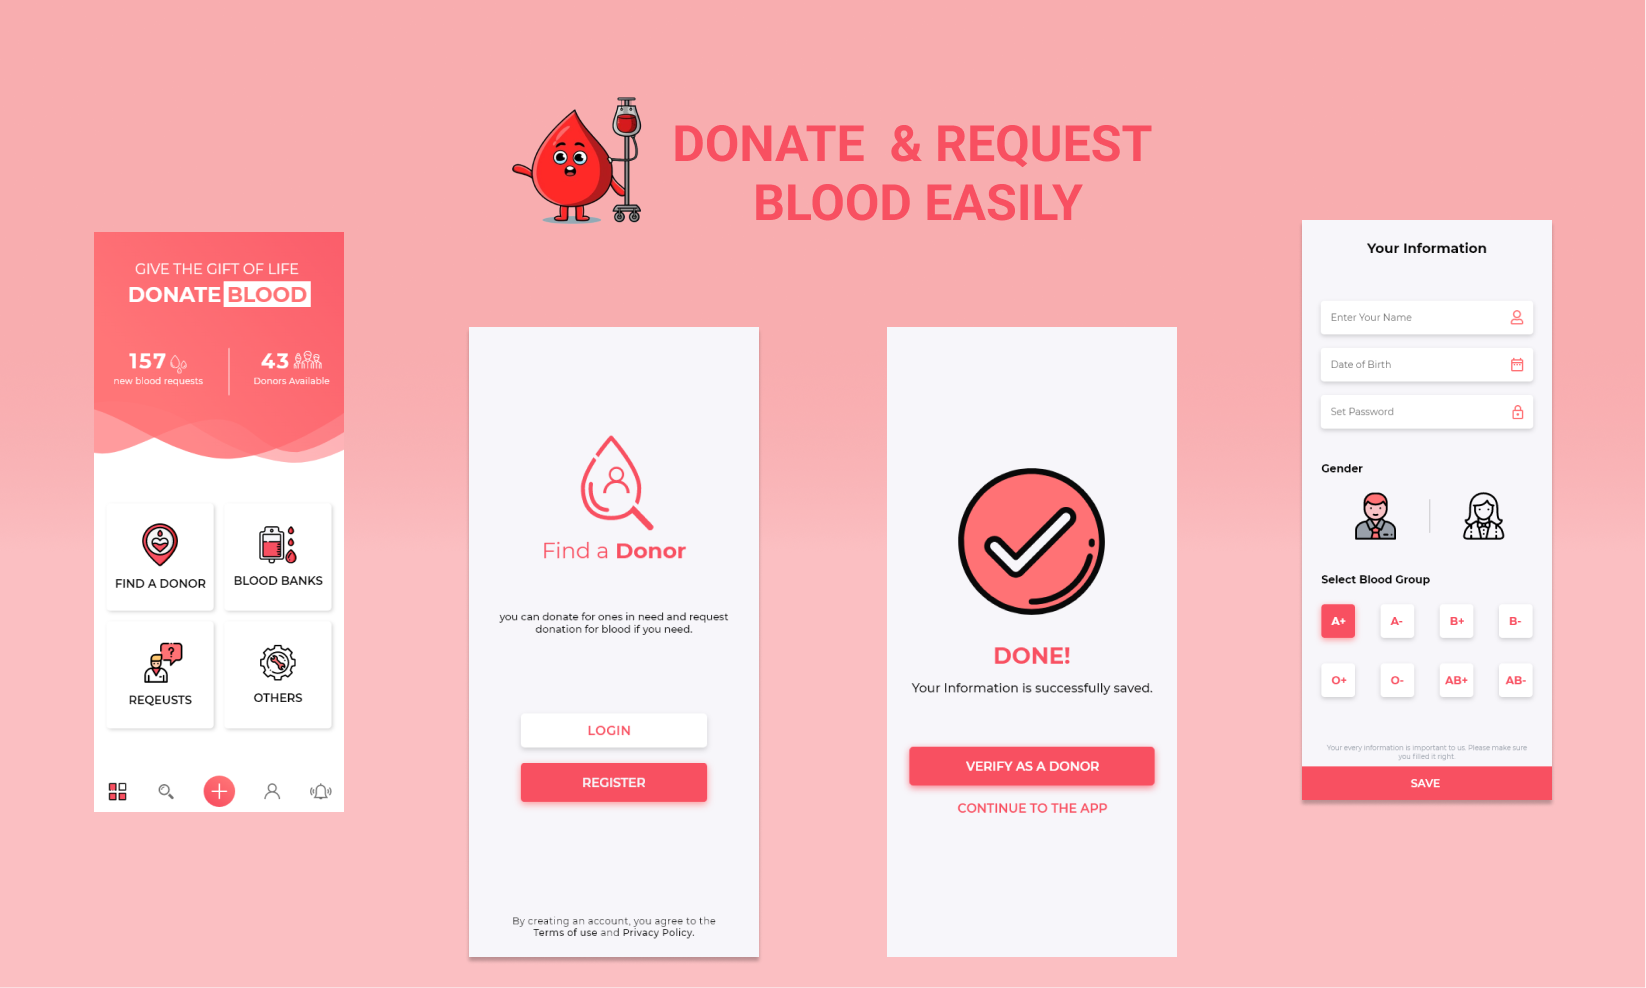 DONATE & REQUEST
BLOOD EASILY
GIVE THE GIFT OF LIFE
DONATE BLOOD
157
new blood requests
43
Donors Available
FIND A DONOR
BLOOD BANKS
REQEUSTS
OTHERS
Find a Donor
you can donate for ones in need and request
donation for blood if you need.
LOGIN
REGISTER
By creating an account, you agree to the
Terms of use and Privacy Policy.
DONE!
Your Information is successfully saved.
VERIFY AS A DONOR
CONTINUE TO THE APP
Your Information
Enter Your Name
Date of Birth
Set Password
Gender
Select Blood Group
A+ A- B+ B-
O+ O- AB+ AB-
Your every information is important to us. Please make sure
you filled it right.
SAVE